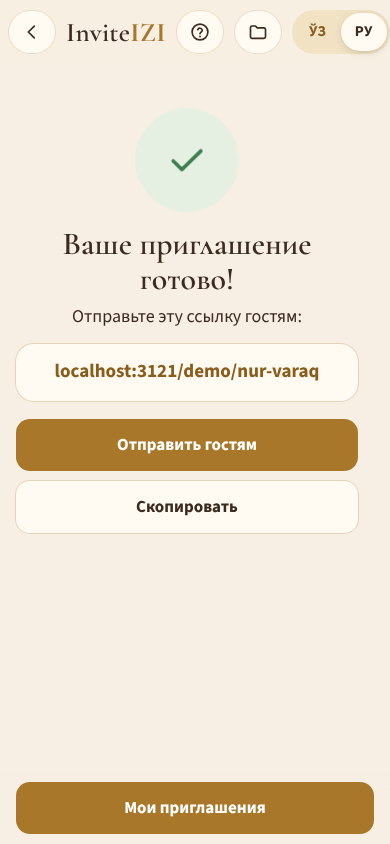 InviteIZI
ЎЗ
РУ
Ваше приглашение
готово!
Отправьте эту ссылку гостям:
localhost:3121/demo/nur-varaq
Отправить гостям
Скопировать
Мои приглашения